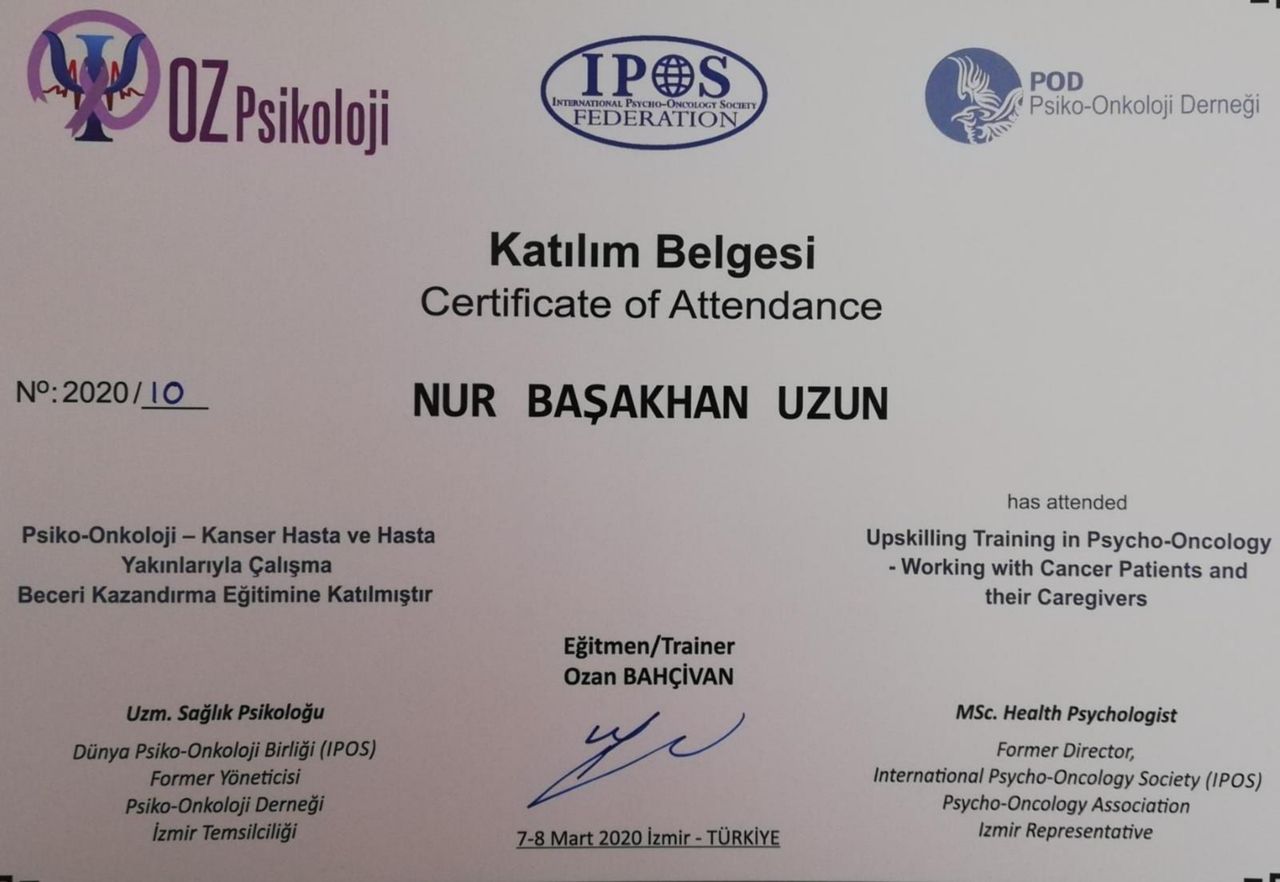 OZ Psikoloji
IPOS
INTERNATIONAL PSYCHO-ONCOLOGY SOCIETY
FEDERATION
POD
Psiko-Onkoloji Derneği
Katılım Belgesi
Certificate of Attendance
Nº: 2020/10
NUR BAŞAKHAN UZUN
Psiko-Onkoloji – Kanser Hasta ve Hasta
Yakınlarıyla Çalışma
Beceri Kazandırma Eğitimine Katılmıştır
has attended
Upskilling Training in Psycho-Oncology
- Working with Cancer Patients and
their Caregivers
Eğitmen/Trainer
Ozan BAHÇİVAN
Uzm. Sağlık Psikoloğu
Dünya Psiko-Onkoloji Birliği (IPOS)
Former Yöneticisi
Psiko-Onkoloji Derneği
İzmir Temsilciliği
MSc. Health Psychologist
Former Director,
International Psycho-Oncology Society (IPOS)
Psycho-Oncology Association
Izmir Representative
7-8 Mart 2020 İzmir - TÜRKİYE